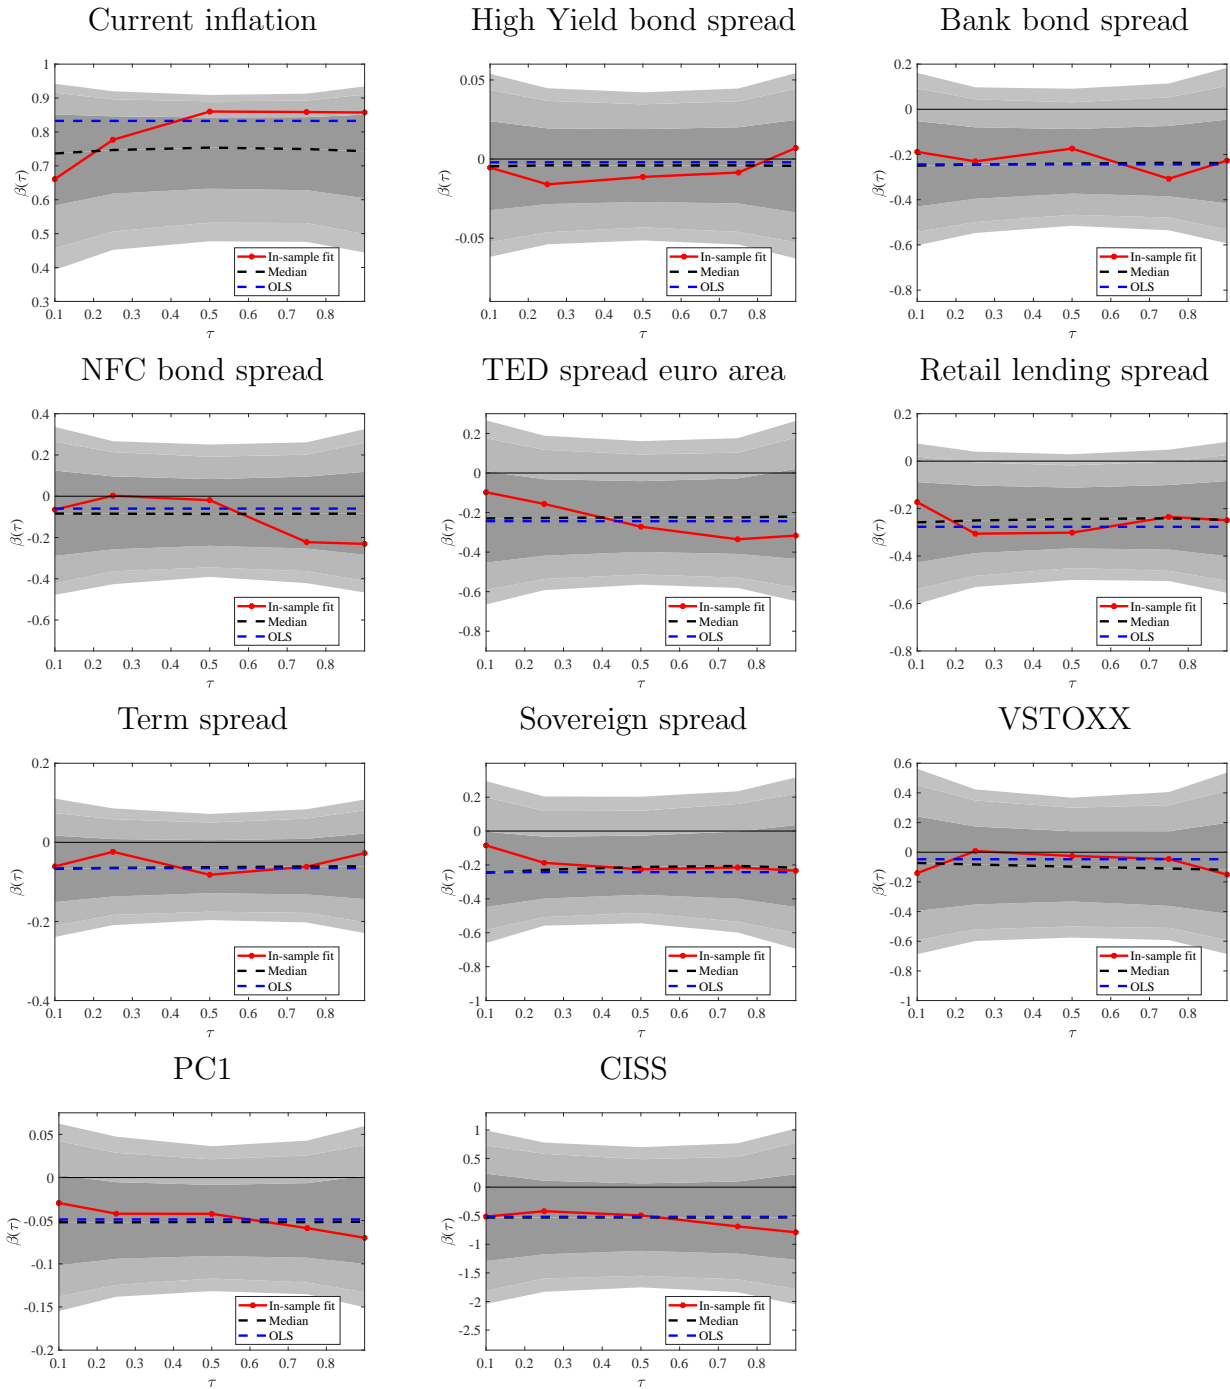 Current inflation
High Yield bond spread
Bank bond spread
1
0.9
0.8
0.7
0.6
0.5
0.4
0.3
β(τ)
In-sample fit
Median
OLS
0.1 0.2 0.3 0.4 0.5 0.6 0.7 0.8
τ
0.05
0
-0.05
β(τ)
In-sample fit
Median
OLS
0.1 0.2 0.3 0.4 0.5 0.6 0.7 0.8
τ
0.2
0
-0.2
-0.4
-0.6
-0.8
β(τ)
In-sample fit
Median
OLS
0.1 0.2 0.3 0.4 0.5 0.6 0.7 0.8
τ
NFC bond spread
TED spread euro area
Retail lending spread
0.4
0.2
0
-0.2
-0.4
-0.6
β(τ)
In-sample fit
Median
OLS
0.1 0.2 0.3 0.4 0.5 0.6 0.7 0.8
τ
0.2
0
-0.2
-0.4
-0.6
-0.8
β(τ)
In-sample fit
Median
OLS
0.1 0.2 0.3 0.4 0.5 0.6 0.7 0.8
τ
0.2
0
-0.2
-0.4
-0.6
-0.8
β(τ)
In-sample fit
Median
OLS
0.1 0.2 0.3 0.4 0.5 0.6 0.7 0.8
τ
Term spread
Sovereign spread
VSTOXX
0.2
0
-0.2
-0.4
β(τ)
In-sample fit
Median
OLS
0.1 0.2 0.3 0.4 0.5 0.6 0.7 0.8
τ
0.2
0
-0.2
-0.4
-0.6
-0.8
-1
β(τ)
In-sample fit
Median
OLS
0.1 0.2 0.3 0.4 0.5 0.6 0.7 0.8
τ
0.6
0.4
0.2
0
-0.2
-0.4
-0.6
-0.8
-1
β(τ)
In-sample fit
Median
OLS
0.1 0.2 0.3 0.4 0.5 0.6 0.7 0.8
τ
PC1
CISS
0.05
0
-0.05
-0.1
-0.15
-0.2
β(τ)
In-sample fit
Median
OLS
0.1 0.2 0.3 0.4 0.5 0.6 0.7 0.8
τ
1
0.5
0
-0.5
-1
-1.5
-2
-2.5
β(τ)
In-sample fit
Median
OLS
0.1 0.2 0.3 0.4 0.5 0.6 0.7 0.8
τ